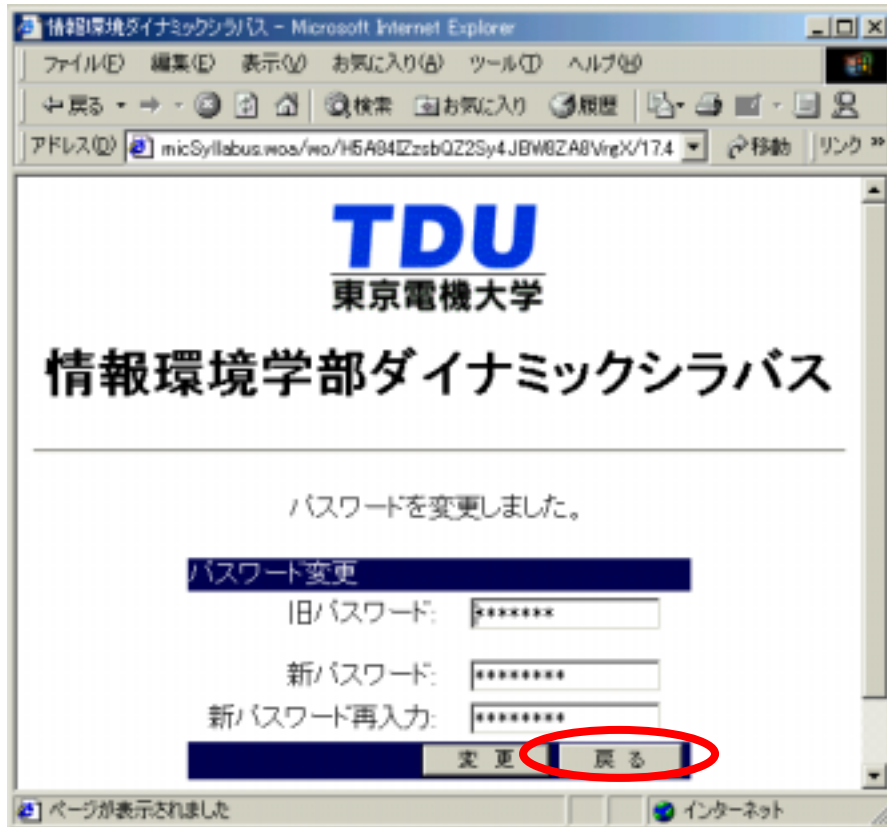 情報環境ダイナミックシラバス - Microsoft Internet Explorer
ファイル(F) 編集(E) 表示(V) お気に入り(A) ツール(T) ヘルプ(H)
戻る 検索 お気に入り 履歴
アドレス(D) micSyllabus.woa/wo/H5A84IZzsbQZ2Sy4JBW8ZA8VrgX/17.4 移動 リンク »
TDU
東京電機大学
情報環境学部ダイナミックシラバス
パスワードを変更しました。
パスワード変更
旧パスワード: *******
新パスワード: ********
新パスワード再入力: ********
変 更 戻 る
ページが表示されました インターネット